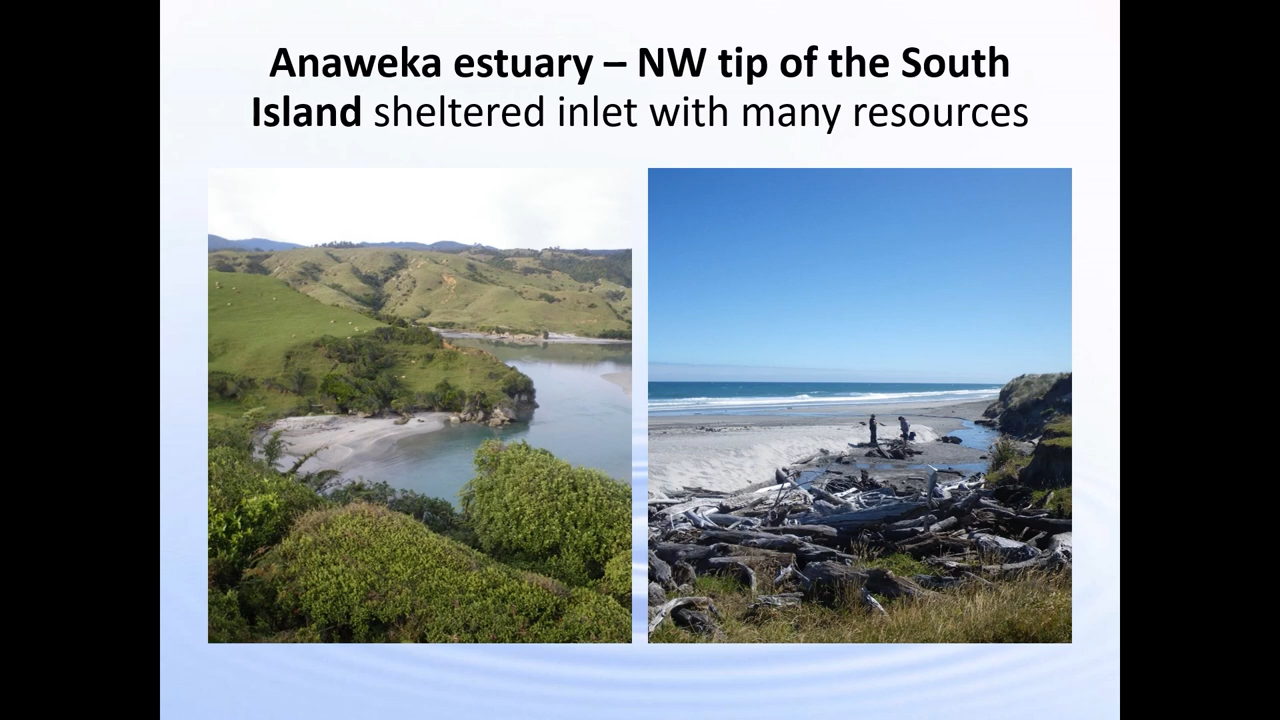 Anaweka estuary – NW tip of the South
Island sheltered inlet with many resources